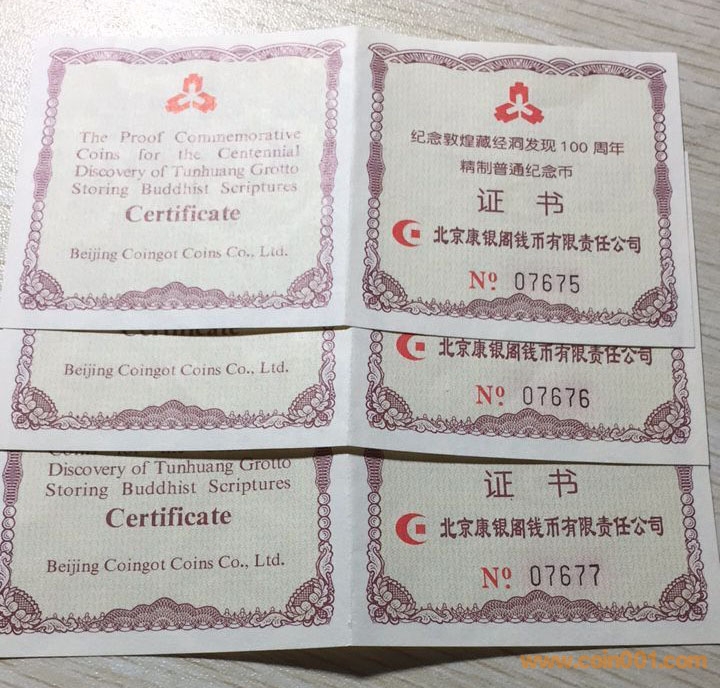 The Proof Commemorative
Coins for the Centennial
Discovery of Tunhuang Grotto
Storing Buddhist Scriptures
Certificate
Beijing Coingot Coins Co., Ltd.
纪念敦煌藏经洞发现100周年
精制普通纪念币
证书
北京康银阁钱币有限责任公司
Nº 07675
Certificate
Beijing Coingot Coins Co., Ltd.
北京康银阁钱币有限责任公司
Nº 07676
Discovery of Tunhuang Grotto
Storing Buddhist Scriptures
Certificate
Beijing Coingot Coins Co., Ltd.
证书
北京康银阁钱币有限责任公司
Nº 07677
www.coin001.com